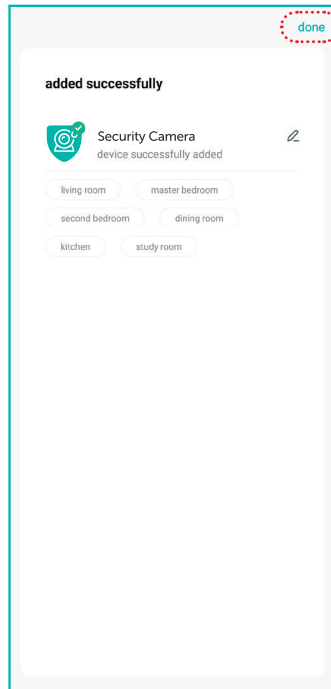 done
added successfully
Security Camera
device successfully added
living room master bedroom
second bedroom dining room
kitchen study room